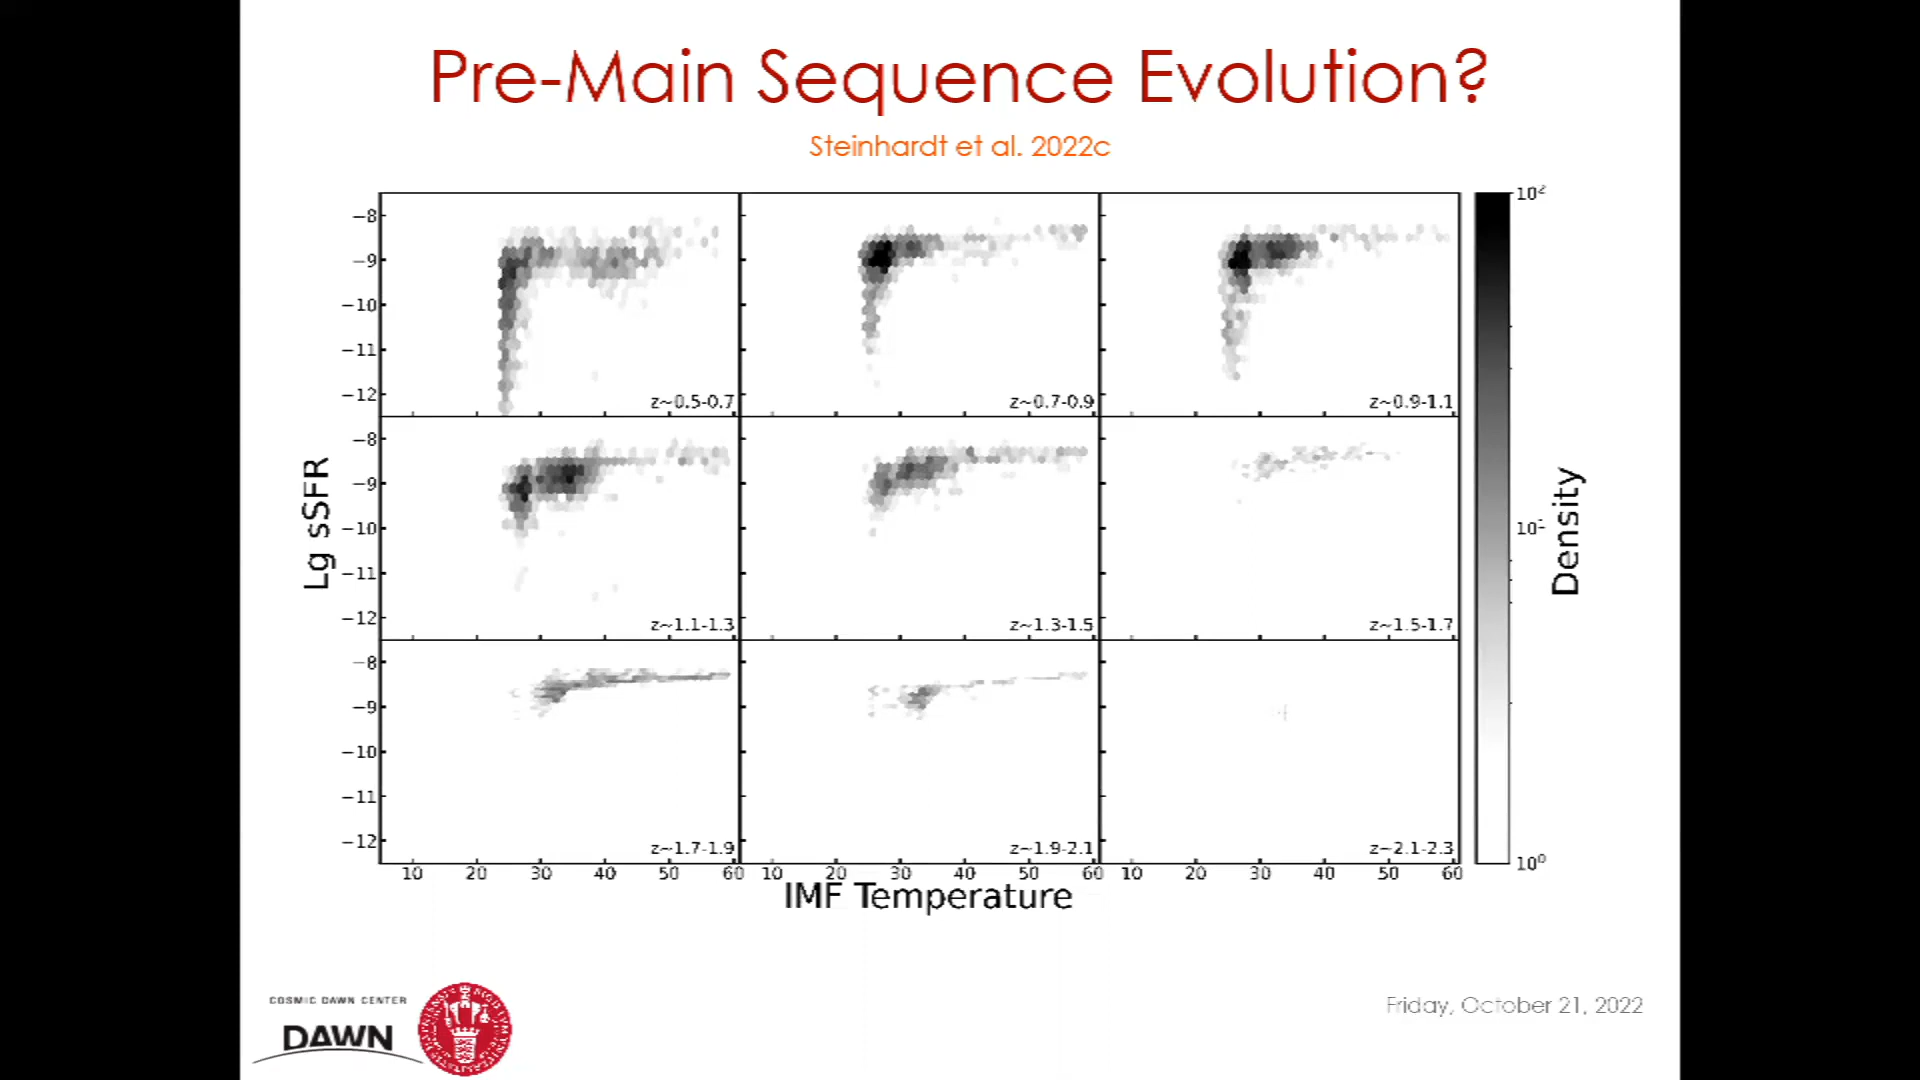 Pre-Main Sequence Evolution?
Steinhardt et al. 2022c
−8
−9
−10
−11
−12
z~0.5-0.7
z~0.7-0.9
z~0.9-1.1
−8
−9
−10
−11
−12
z~1.1-1.3
z~1.3-1.5
z~1.5-1.7
−8
−9
−10
−11
−12
z~1.7-1.9
z~1.9-2.1
z~2.1-2.3
10 20 30 40 50 60 10 20 30 40 50 60 10 20 30 40 50 60
Lg sSFR
IMF Temperature
10²
10¹
10⁰
Density
COSMIC DAWN CENTER
DAWN
Friday, October 21, 2022